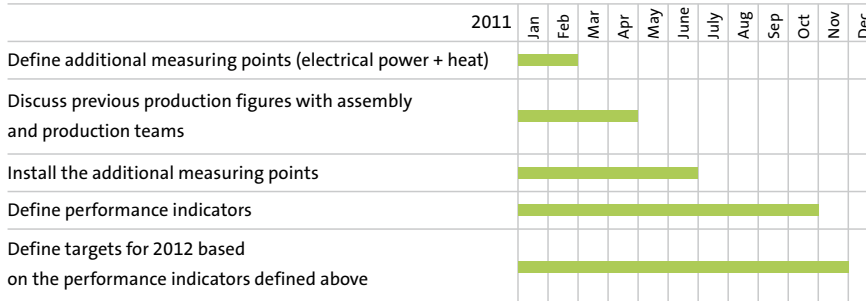 2011 Jan Feb Mar Apr May June July Aug Sep Oct Nov Dec
Define additional measuring points (electrical power + heat)
Discuss previous production figures with assembly
and production teams
Install the additional measuring points
Define performance indicators
Define targets for 2012 based
on the performance indicators defined above